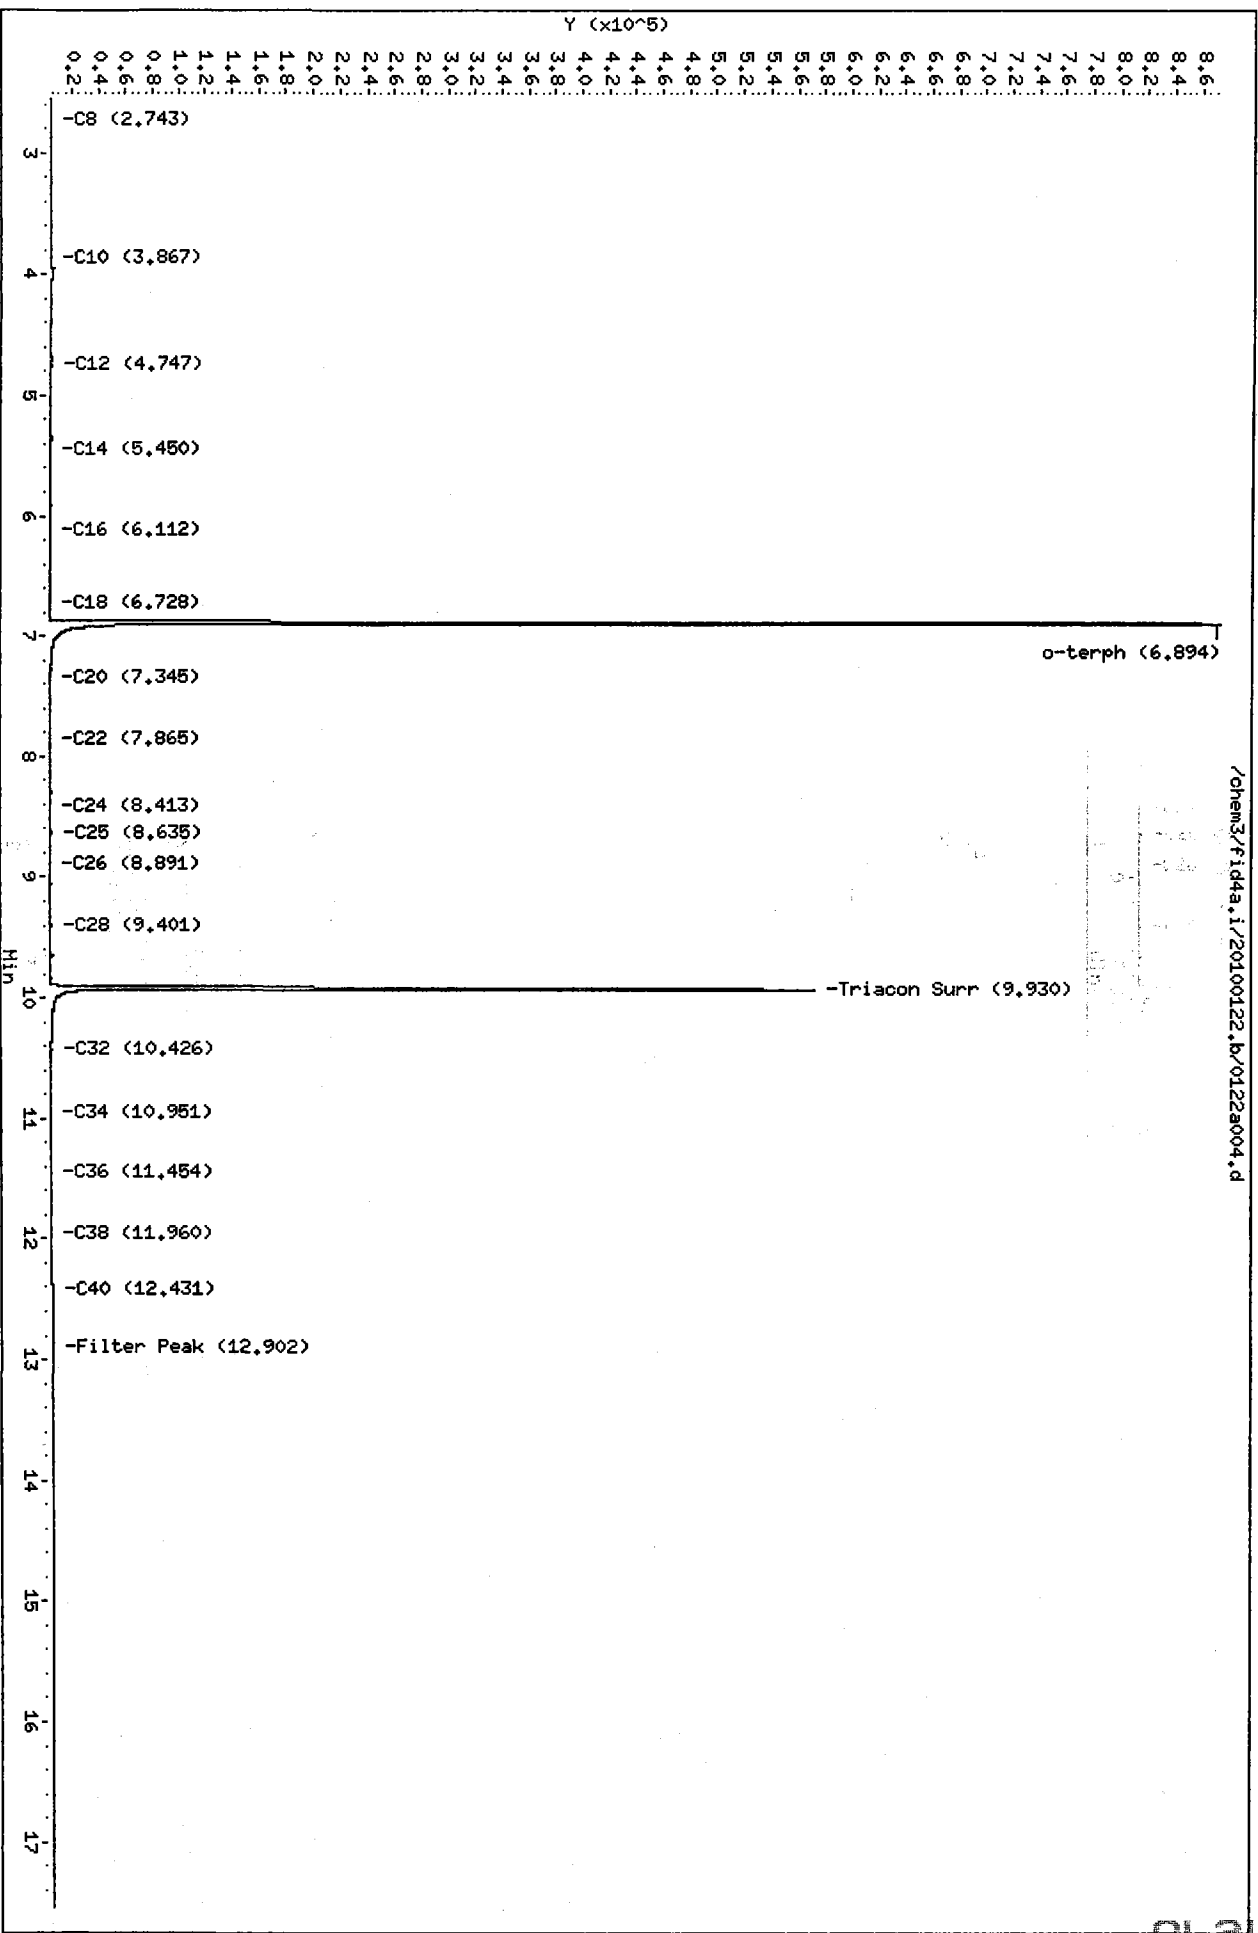 /chem3/fid4a.i/20100122.b/0122a004.d
Y (x10^5)
8.6
8.4
8.2
8.0
7.8
7.6
7.4
7.2
7.0
6.8
6.6
6.4
6.2
6.0
5.8
5.6
5.4
5.2
5.0
4.8
4.6
4.4
4.2
4.0
3.8
3.6
3.4
3.2
3.0
2.8
2.6
2.4
2.2
2.0
1.8
1.6
1.4
1.2
1.0
0.8
0.6
0.4
0.2
-C8 (2.743)
-C10 (3.867)
-C12 (4.747)
-C14 (5.450)
-C16 (6.112)
-C18 (6.728)
o-terph (6.894)
-C20 (7.345)
-C22 (7.865)
-C24 (8.413)
-C25 (8.635)
-C26 (8.891)
-C28 (9.401)
-Triacon Surr (9.930)
-C32 (10.426)
-C34 (10.951)
-C36 (11.454)
-C38 (11.960)
-C40 (12.431)
-Filter Peak (12.902)
3
4
5
6
7
8
9
10
11
12
13
14
15
16
17
Min